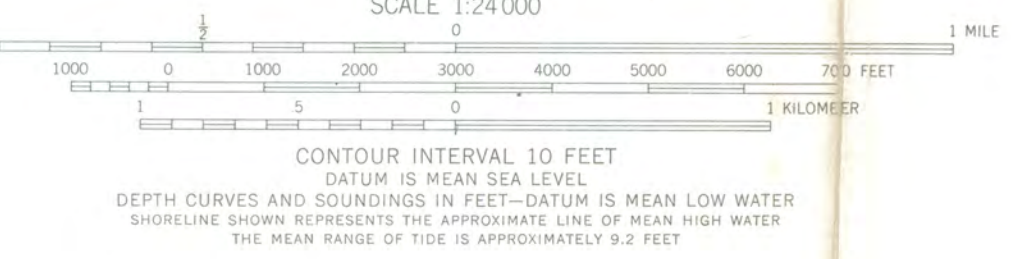 SCALE 1:24 000
½ 0 1 MILE
1000 0 1000 2000 3000 4000 5000 6000 7000 FEET
1 .5 0 1 KILOMETER
CONTOUR INTERVAL 10 FEET
DATUM IS MEAN SEA LEVEL
DEPTH CURVES AND SOUNDINGS IN FEET—DATUM IS MEAN LOW WATER
SHORELINE SHOWN REPRESENTS THE APPROXIMATE LINE OF MEAN HIGH WATER
THE MEAN RANGE OF TIDE IS APPROXIMATELY 9.2 FEET